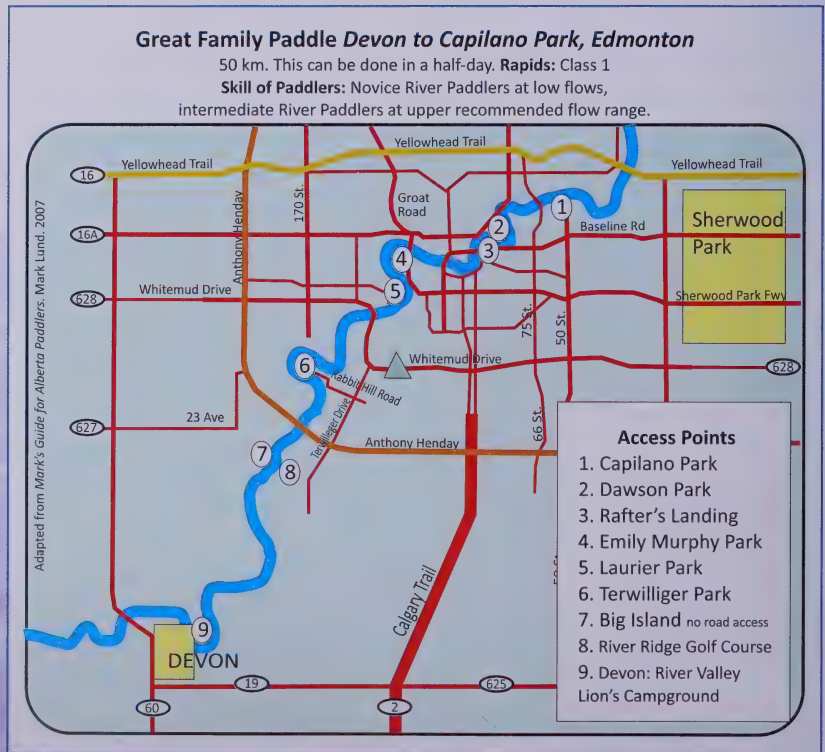 Great Family Paddle Devon to Capilano Park, Edmonton
50 km. This can be done in a half-day. Rapids: Class 1
Skill of Paddlers: Novice River Paddlers at low flows,
intermediate River Paddlers at upper recommended flow range.
Adapted from Mark's Guide for Alberta Paddlers. Mark Lund. 2007
Yellowhead Trail
16
Yellowhead Trail
Yellowhead Trail
Anthony Henday
170 St.
Groat
Road
1
2
3
Baseline Rd
Sherwood
Park
16A
4
5
628
Whitemud Drive
Sherwood Park Fwy
75 St.
50 St.
6
Whitemud Drive
628
Rabbit Hill Road
Terwilleger Drive
23 Ave
627
66 St.
Anthony Henday
7
8
Calgary Trail
9
DEVON
19
625
60
2
Access Points
1. Capilano Park
2. Dawson Park
3. Rafter's Landing
4. Emily Murphy Park
5. Laurier Park
6. Terwilliger Park
7. Big Island no road access
8. River Ridge Golf Course
9. Devon: River Valley
Lion's Campground